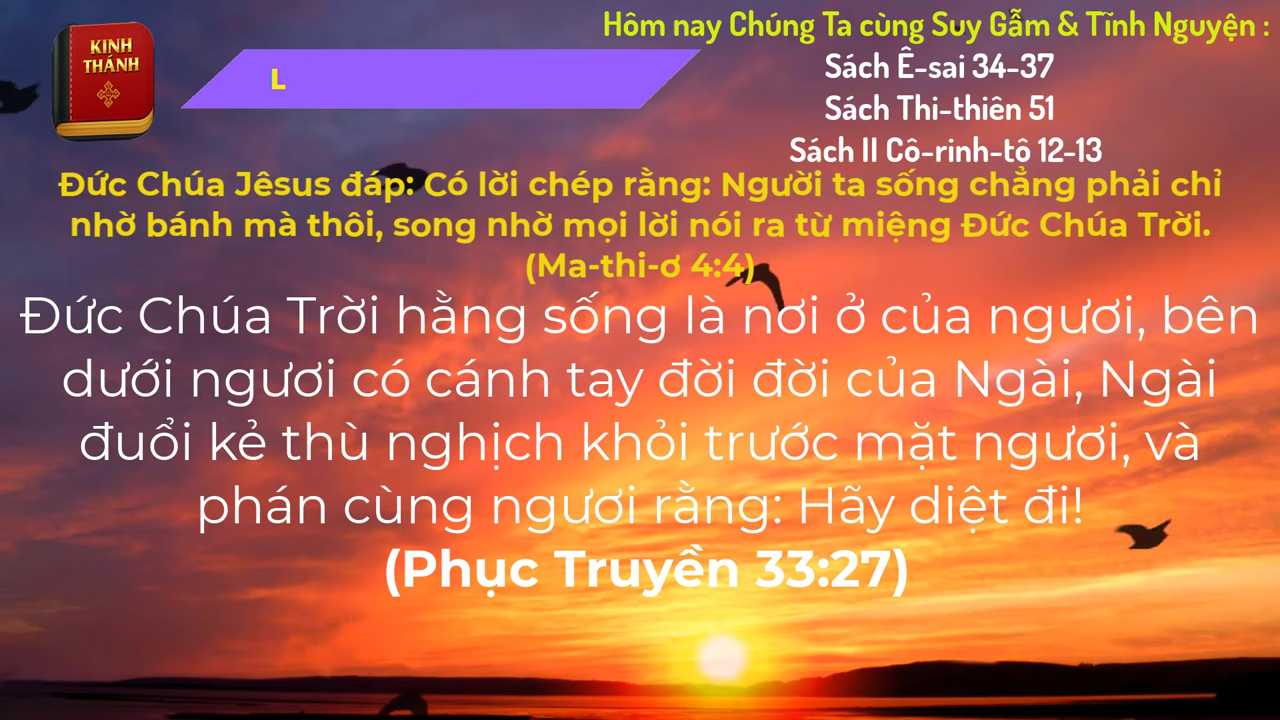 Hôm nay Chúng Ta cùng Suy Gẫm & Tĩnh Nguyện :
KINH
THÁNH
L
Sách Ê-sai 34-37
Sách Thi-thiên 51
Sách II Cô-rinh-tô 12-13
Đức Chúa Jêsus đáp: Có lời chép rằng: Người ta sống chẳng phải chỉ
nhờ bánh mà thôi, song nhờ mọi lời nói ra từ miệng Đức Chúa Trời.
(Ma-thi-ơ 4:4)
Đức Chúa Trời hằng sống là nơi ở của ngươi, bên
dưới ngươi có cánh tay đời đời của Ngài, Ngài
đuổi kẻ thù nghịch khỏi trước mặt ngươi, và
phán cùng ngươi rằng: Hãy diệt đi!
(Phục Truyền 33:27)